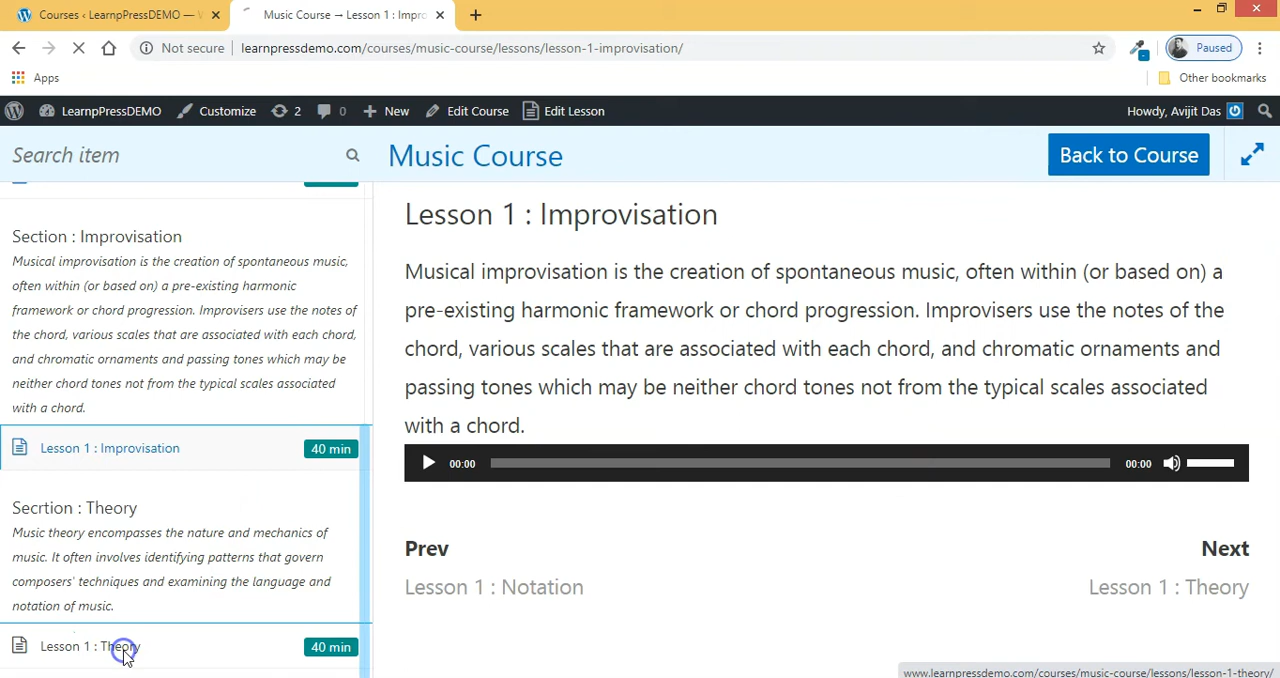 Courses ‹ LearnpPressDEMO — W
Music Course → Lesson 1 : Impro
Not secure
learnpressdemo.com/courses/music-course/lessons/lesson-1-improvisation/
Paused
Apps
Other bookmarks
LearnpPressDEMO
Customize
2
0
New
Edit Course
Edit Lesson
Howdy, Avijit Das
Search item
Music Course
Back to Course
Section : Improvisation
Musical improvisation is the creation of spontaneous music,
often within (or based on) a pre-existing harmonic
framework or chord progression. Improvisers use the notes of
the chord, various scales that are associated with each chord,
and chromatic ornaments and passing tones which may be
neither chord tones not from the typical scales associated
with a chord.
Lesson 1 : Improvisation
40 min
Secrtion : Theory
Music theory encompasses the nature and mechanics of
music. It often involves identifying patterns that govern
composers' techniques and examining the language and
notation of music.
Lesson 1 : Theory
40 min
Lesson 1 : Improvisation
Musical improvisation is the creation of spontaneous music, often within (or based on) a
pre-existing harmonic framework or chord progression. Improvisers use the notes of the
chord, various scales that are associated with each chord, and chromatic ornaments and
passing tones which may be neither chord tones not from the typical scales associated
with a chord.
00:00
00:00
Prev
Next
Lesson 1 : Notation
Lesson 1 : Theory
www.learnpressdemo.com/courses/music-course/lessons/lesson-1-theory/